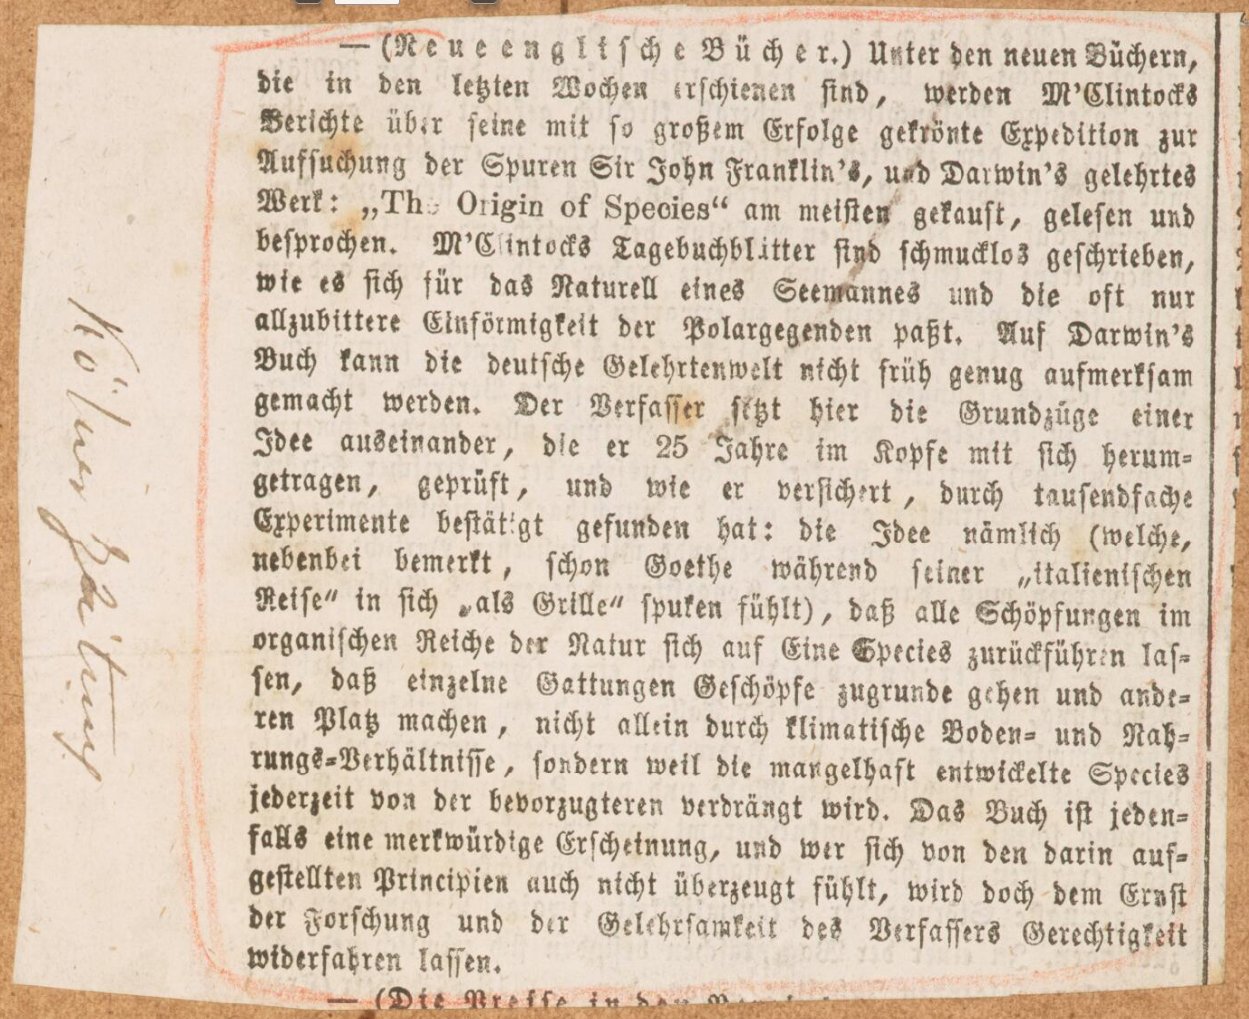 — (Neue englische Bücher.) Unter den neuen Büchern,
die in den letzten Wochen erschienen sind, werden M'Clintocks
Berichte über seine mit so großem Erfolge gekrönte Expedition zur
Aufsuchung der Spuren Sir John Franklin's, und Darwin's gelehrtes
Werk: „The Origin of Species“ am meisten gekauft, gelesen und
besprochen. M'Clintocks Tagebuchblätter sind schmucklos geschrieben,
wie es sich für das Naturell eines Seemannes und die oft nur
allzubittere Einförmigkeit der Polargegenden paßt. Auf Darwin's
Buch kann die deutsche Gelehrtenwelt nicht früh genug aufmerksam
gemacht werden. Der Verfasser setzt hier die Grundzüge einer
Idee auseinander, die er 25 Jahre im Kopfe mit sich herum-
getragen, geprüft, und wie er versichert, durch tausendfache
Experimente bestätigt gefunden hat: die Idee nämlich (welche,
nebenbei bemerkt, schon Goethe während seiner „italienischen
Reise“ in sich „als Grille“ spuken fühlt), daß alle Schöpfungen im
organischen Reiche der Natur sich auf Eine Species zurückführen las-
sen, daß einzelne Gattungen Geschöpfe zugrunde gehen und ande-
ren Platz machen, nicht allein durch klimatische Boden- und Nah-
rungs-Verhältnisse, sondern weil die mangelhaft entwickelte Species
jederzeit von der bevorzugteren verdrängt wird. Das Buch ist jeden-
falls eine merkwürdige Erscheinung, und wer sich von den darin auf-
gestellten Principien auch nicht überzeugt fühlt, wird doch dem Ernst
der Forschung und der Gelehrsamkeit des Verfassers Gerechtigkeit
widerfahren lassen.
— (Die Preise in den
Kölner Zeitung